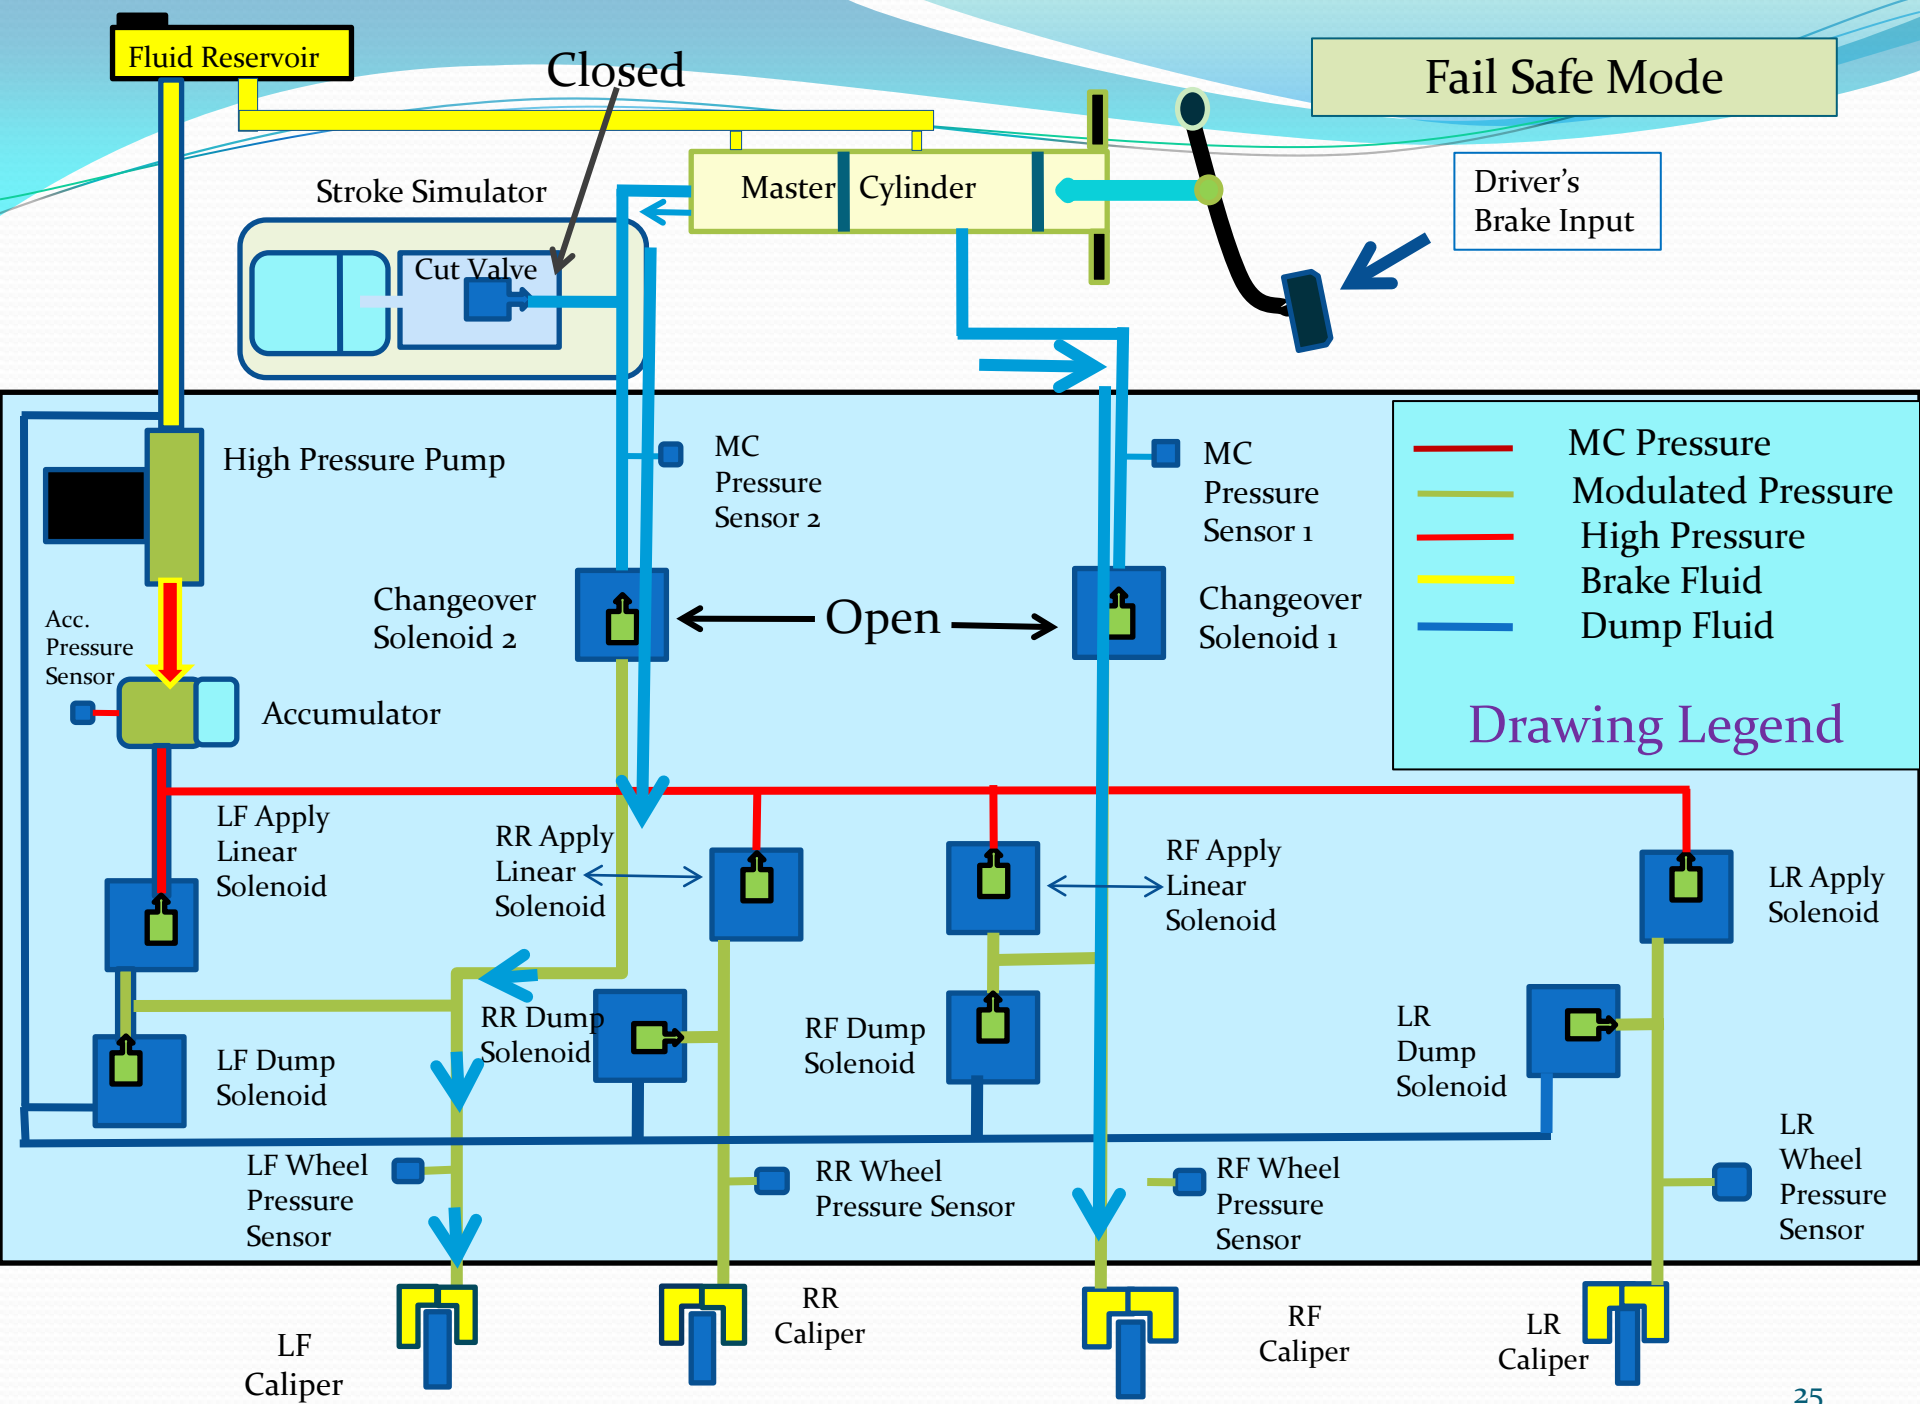 Fluid Reservoir
Closed
Fail Safe Mode
Stroke Simulator
Master Cylinder
Driver's
Brake Input
Cut Valve
High Pressure Pump
MC
Pressure
Sensor 2
MC
Pressure
Sensor 1
MC Pressure
Modulated Pressure
High Pressure
Brake Fluid
Dump Fluid
Drawing Legend
Acc.
Pressure
Sensor
Changeover
Solenoid 2
Open
Changeover
Solenoid 1
Accumulator
LF Apply
Linear
Solenoid
RR Apply
Linear
Solenoid
RF Apply
Linear
Solenoid
LR Apply
Solenoid
LF Dump
Solenoid
RR Dump
Solenoid
RF Dump
Solenoid
LR
Dump
Solenoid
LF Wheel
Pressure
Sensor
RR Wheel
Pressure Sensor
RF Wheel
Pressure
Sensor
LR
Wheel
Pressure
Sensor
LF
Caliper
RR
Caliper
RF
Caliper
LR
Caliper
25